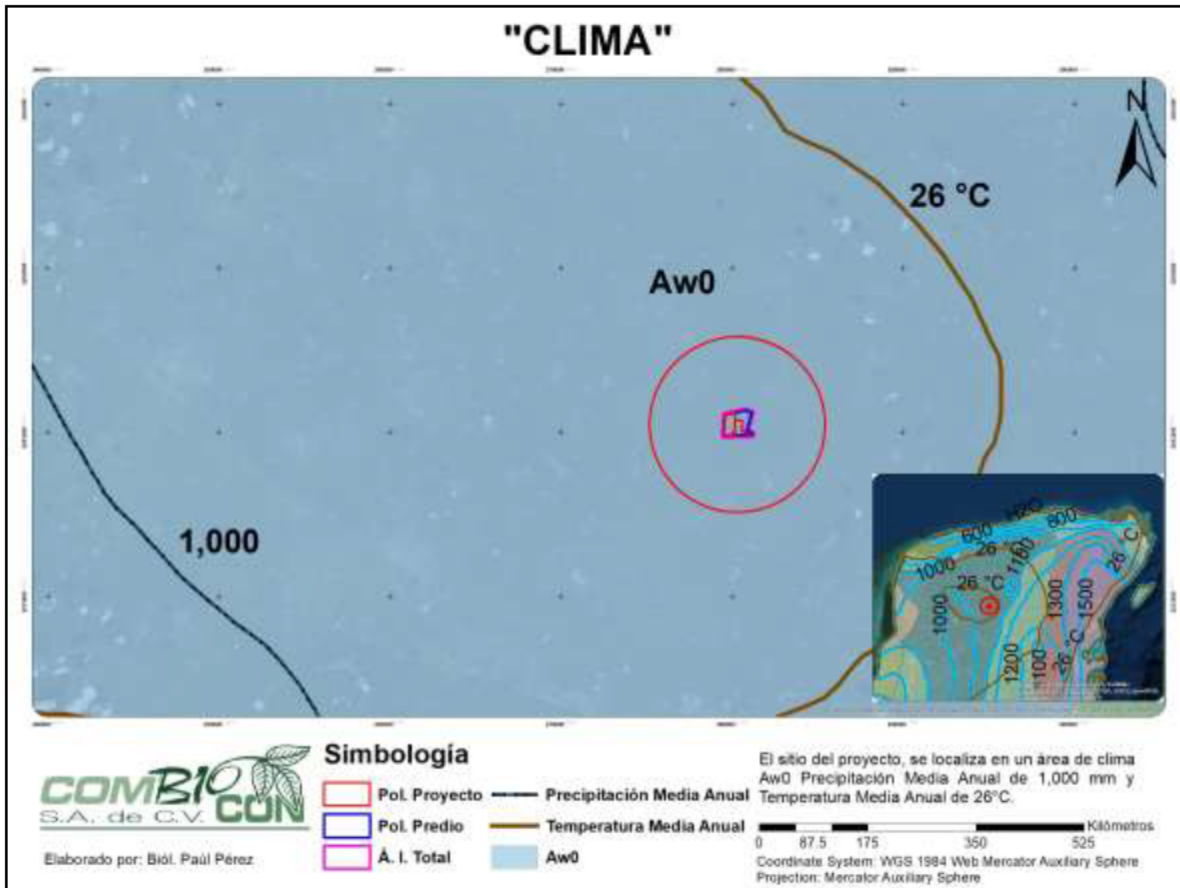 "CLIMA"
N
26 °C
Aw0
1,000
600
H2O
800
1000
26 °C
1100
26 °C
26 °C
1000
1300
1500
1200
1100
26 °C
COMBIOCON
S.A. de C.V.
Elaborado por: Biól. Paúl Pérez
Simbología
Pol. Proyecto
Precipitación Media Anual
Pol. Predio
Temperatura Media Anual
Á. I. Total
Aw0
El sitio del proyecto, se localiza en un área de clima
Aw0 Precipitación Media Anual de 1,000 mm y
Temperatura Media Anual de 26°C.
Kilómetros
0 87.5 175 350 525
Coordinate System: WGS 1984 Web Mercator Auxiliary Sphere
Projection: Mercator Auxiliary Sphere